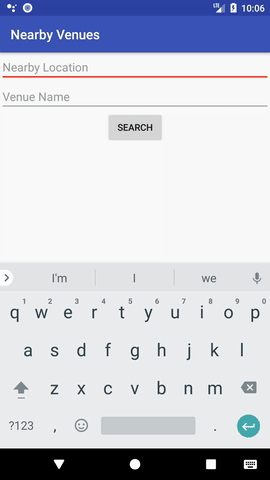 LTE 10:06
Nearby Venues
Nearby Location
Venue Name
SEARCH
I'm I we
1 2 3 4 5 6 7 8 9 0
q w e r t y u i o p
a s d f g h j k l
z x c v b n m
?123 , .